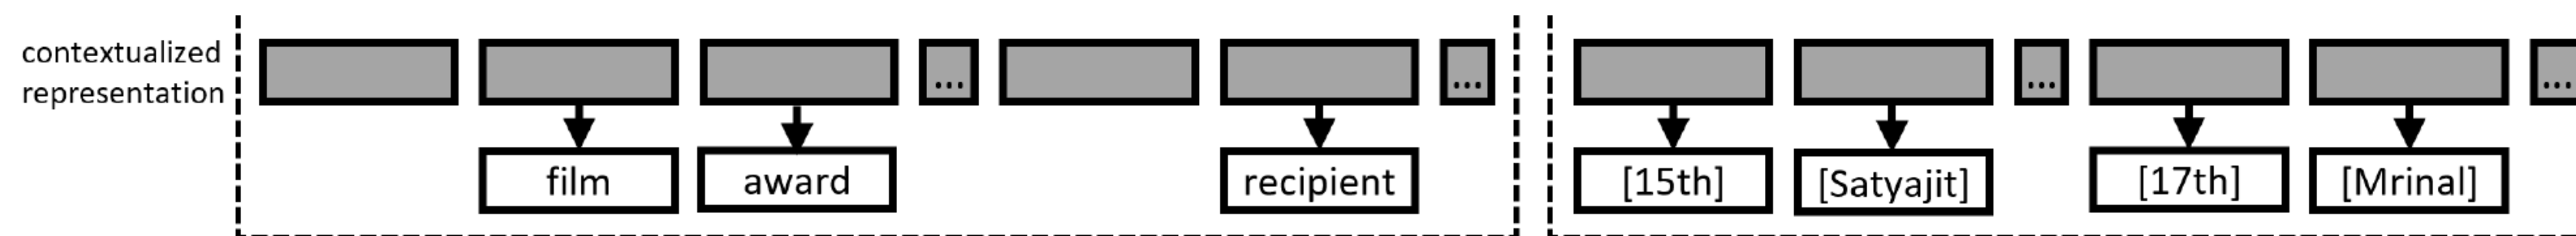 contextualized
representation
... ... ... ...
film award recipient [15th] [Satyajit] [17th] [Mrinal]